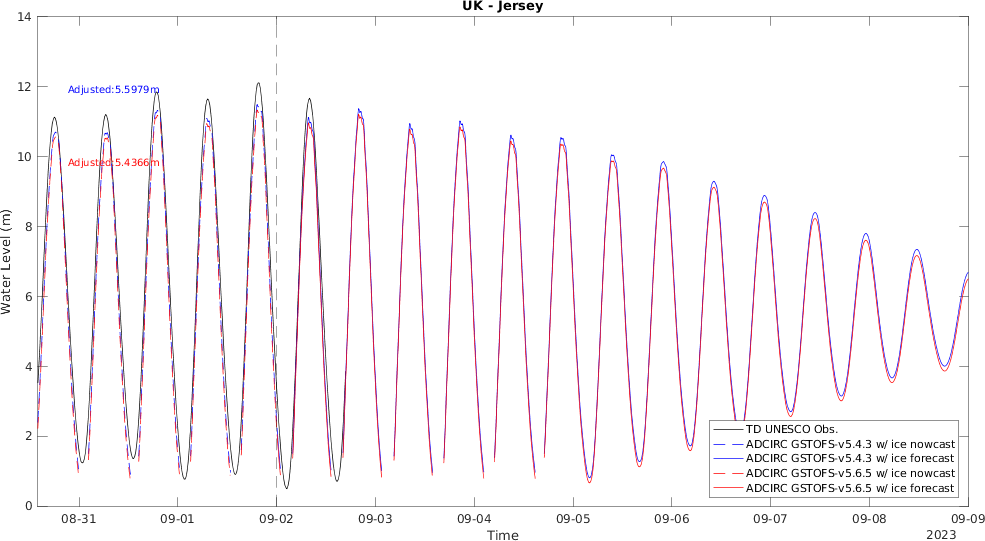 UK - Jersey
14
12
10
8
6
4
2
0
Water Level (m)
Adjusted:5.5979m
Adjusted:5.4366m
TD UNESCO Obs.
ADCIRC GSTOFS-v5.4.3 w/ ice nowcast
ADCIRC GSTOFS-v5.4.3 w/ ice forecast
ADCIRC GSTOFS-v5.6.5 w/ ice nowcast
ADCIRC GSTOFS-v5.6.5 w/ ice forecast
08-31 09-01 09-02 09-03 09-04 09-05 09-06 09-07 09-08 09-09
Time
2023